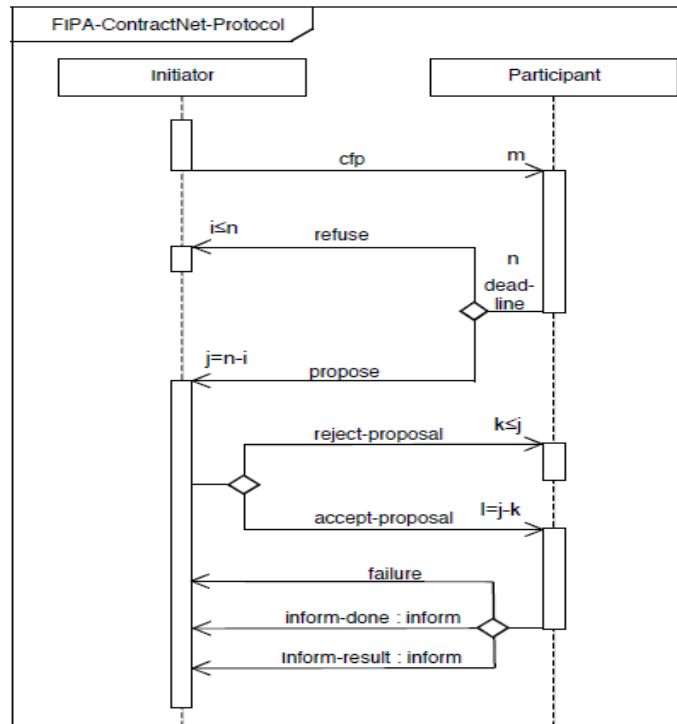 FIPA-ContractNet-Protocol
Initiator
Participant
cfp
m
i≤n
refuse
n
dead-
line
j=n-i
propose
reject-proposal
k≤j
accept-proposal
l=j-k
failure
inform-done : inform
inform-result : inform